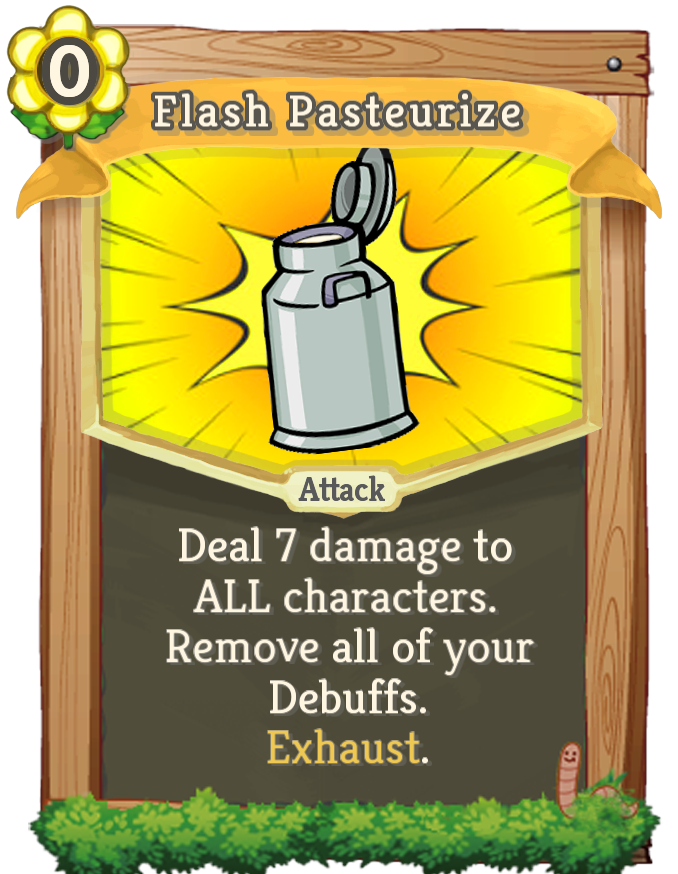 0
Flash Pasteurize
Attack
Deal 7 damage to
ALL characters.
Remove all of your
Debuffs.
Exhaust.